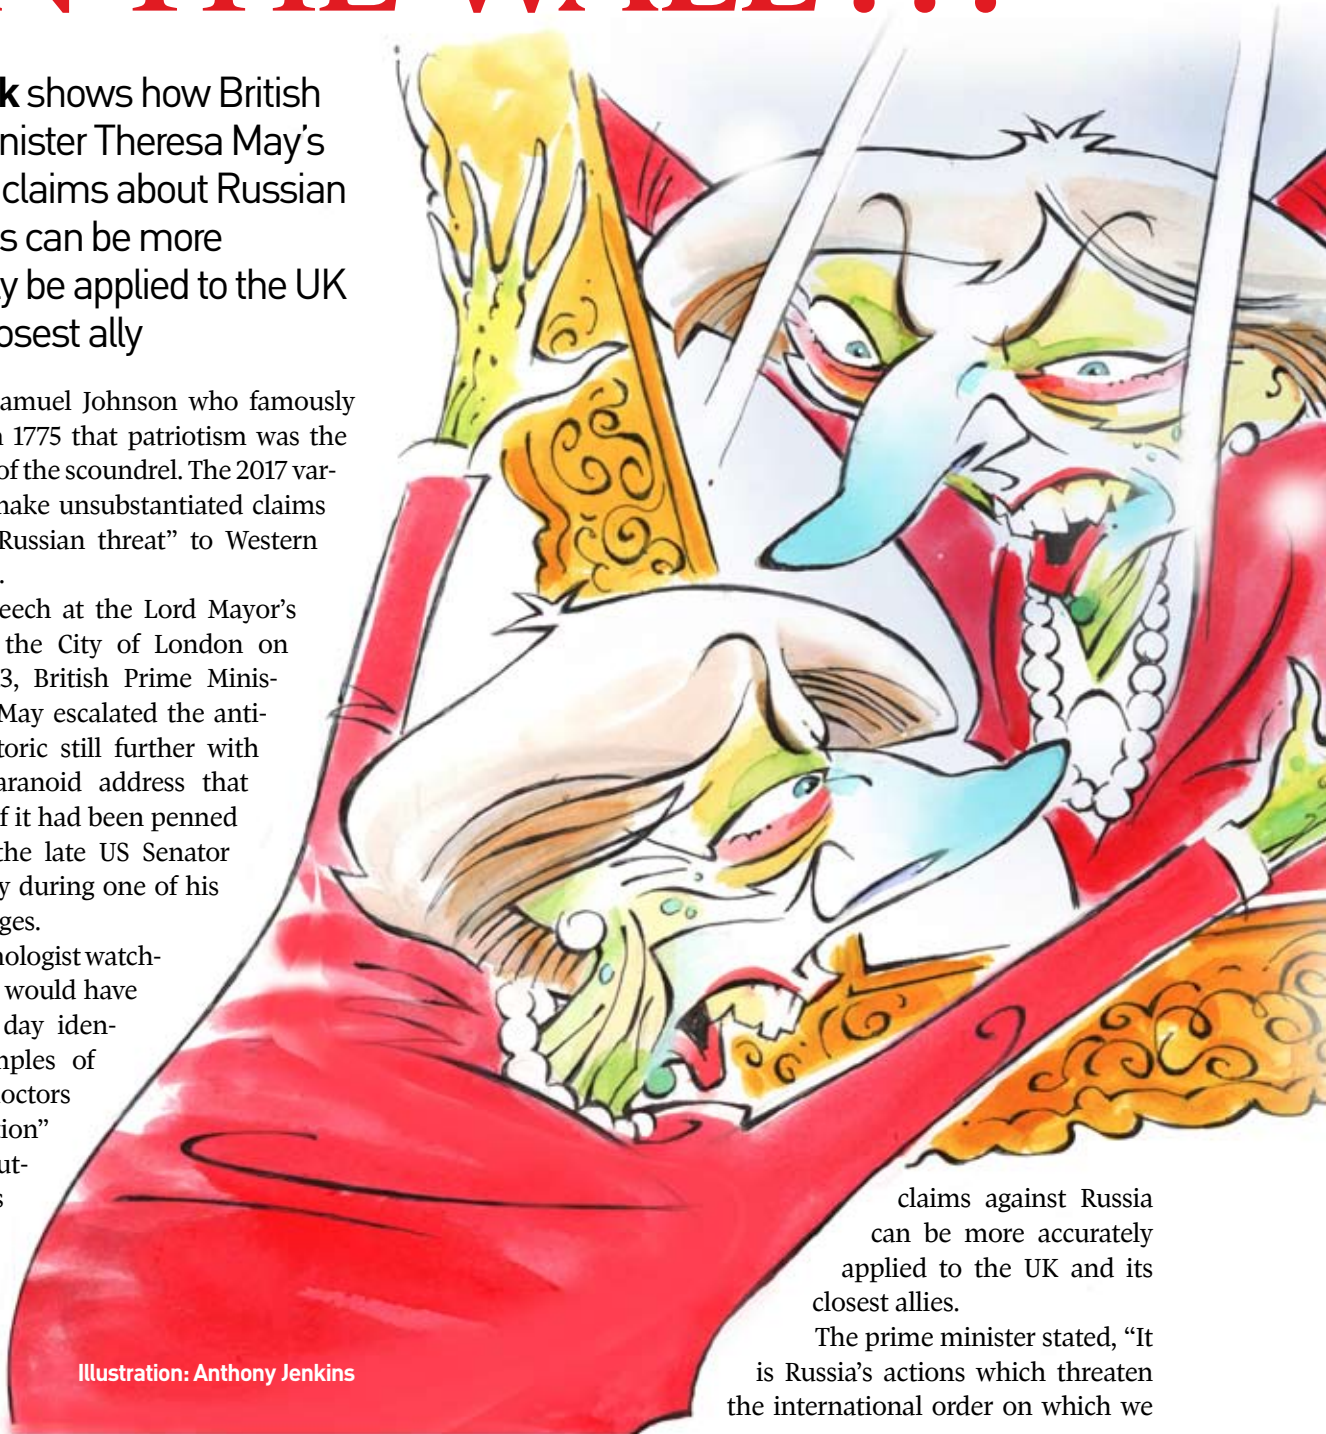 N THE WALL . . .
k shows how British
nister Theresa May’s
claims about Russian
s can be more
y be applied to the UK
osest ally
amuel Johnson who famously
n 1775 that patriotism was the
of the scoundrel. The 2017 var-
make unsubstantiated claims
Russian threat” to Western
.
eech at the Lord Mayor’s
the City of London on
3, British Prime Minis-
May escalated the anti-
toric still further with
aranoid address that
f it had been penned
the late US Senator
y during one of his
ges.
hologist watch-
would have
day iden-
mples of
octors
tion”
ut-
s
Illustration: Anthony Jenkins
claims against Russia
can be more accurately
applied to the UK and its
closest allies.
The prime minister stated, “It
is Russia’s actions which threaten
the international order on which we